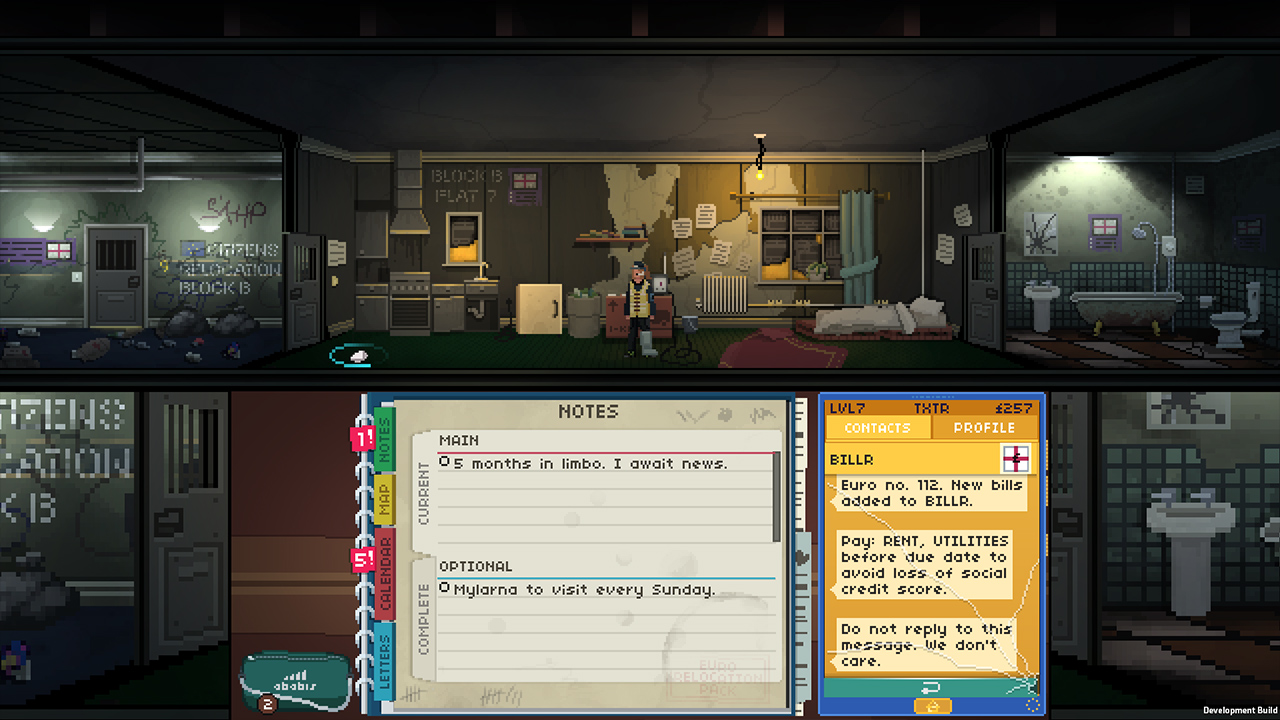 BLOCK B
FLAT 7
CITIZENS
RELOCATION
BLOCK B
NOTES
LVL7 TXTR £257
CONTACTS PROFILE
1!
NOTES
MAP
5!
CALENDAR
LETTERS
CURRENT
COMPLETE
MAIN
5 months in limbo. I await news.
OPTIONAL
Mylarna to visit every Sunday.
EURO
RELOCATION
PACK
BILLR
Euro no. 112. New bills
added to BILLR.
Pay: RENT, UTILITIES
before due date to
avoid loss of social
credit score.
Do not reply to this
message. We don't
care.
ababis
2
Development Build